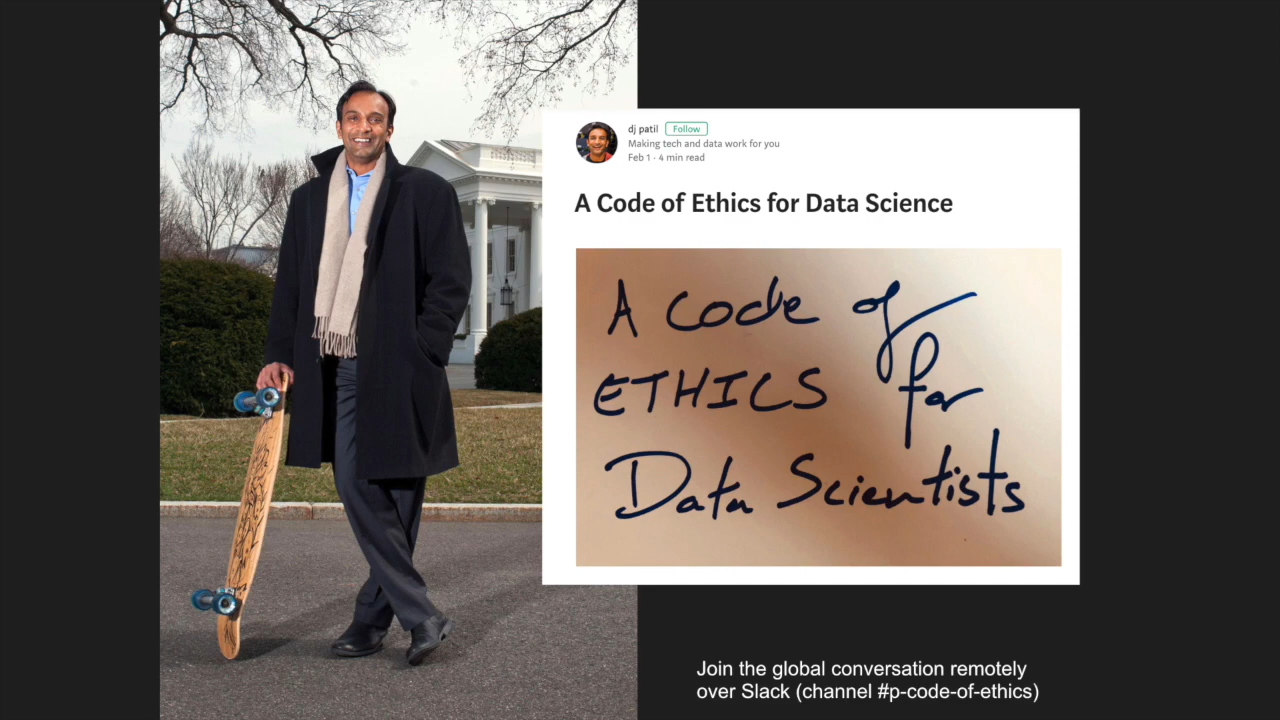 dj patil Follow
Making tech and data work for you
Feb 1 · 4 min read
A Code of Ethics for Data Science
A code of
ETHICS for
Data Scientists
Join the global conversation remotely
over Slack (channel #p-code-of-ethics)